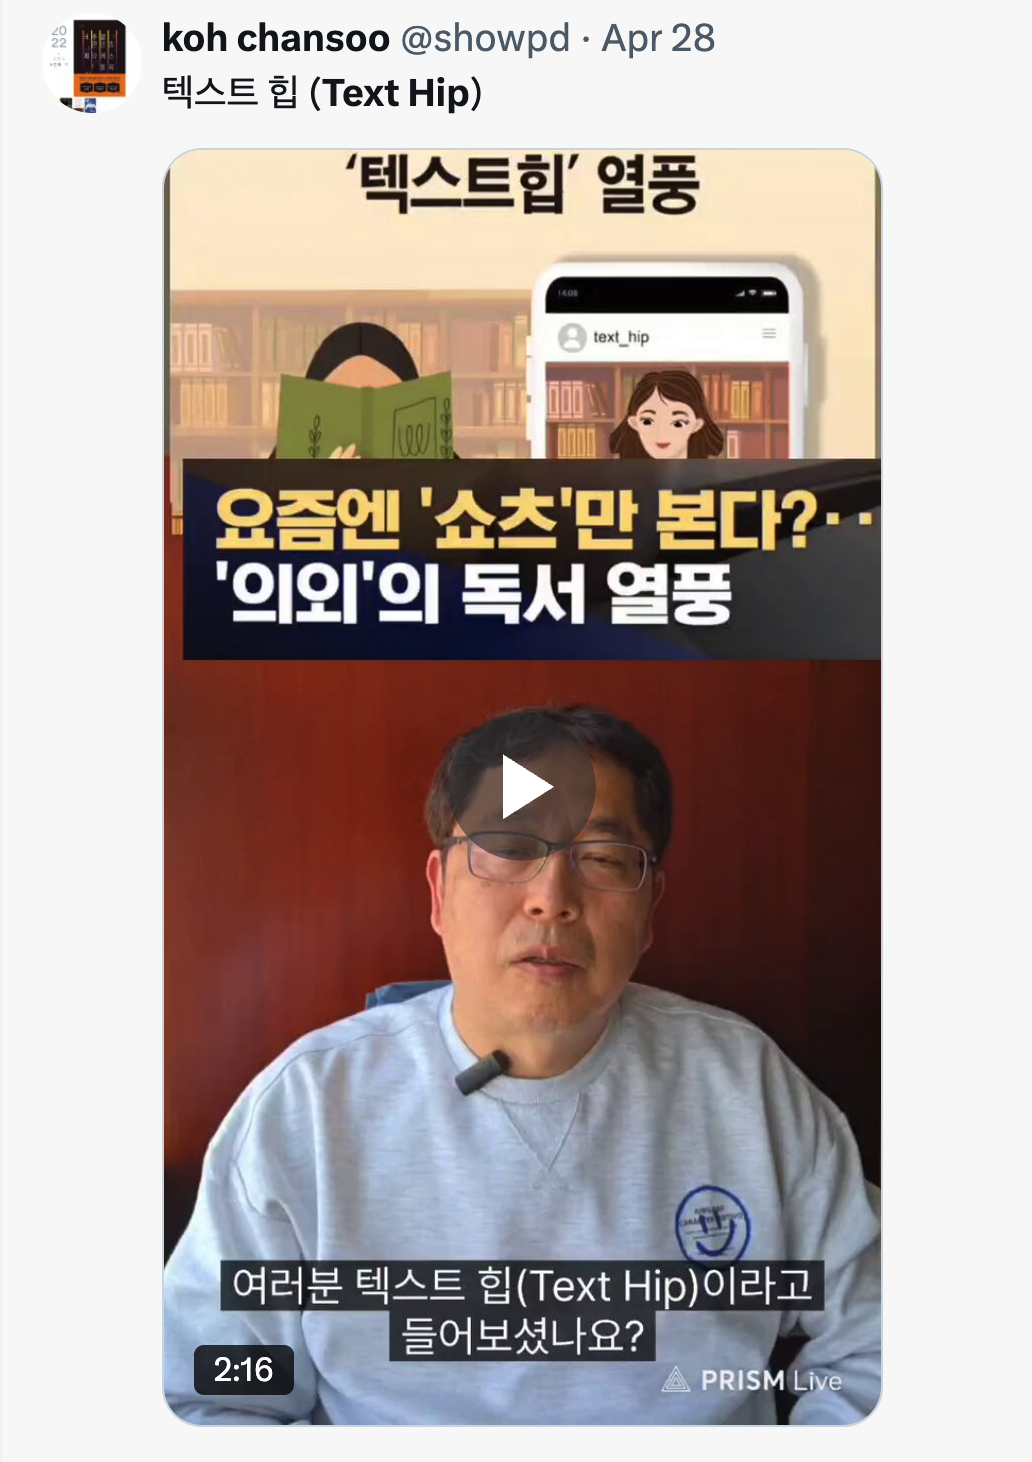 koh chansoo @showpd · Apr 28
텍스트 힙 (Text Hip)
‘텍스트힙’ 열풍
14:08
text_hip
요즘엔 '쇼츠'만 본다?··
'의외'의 독서 열풍
여러분 텍스트 힙(Text Hip)이라고
들어보셨나요?
2:16
PRISM Live